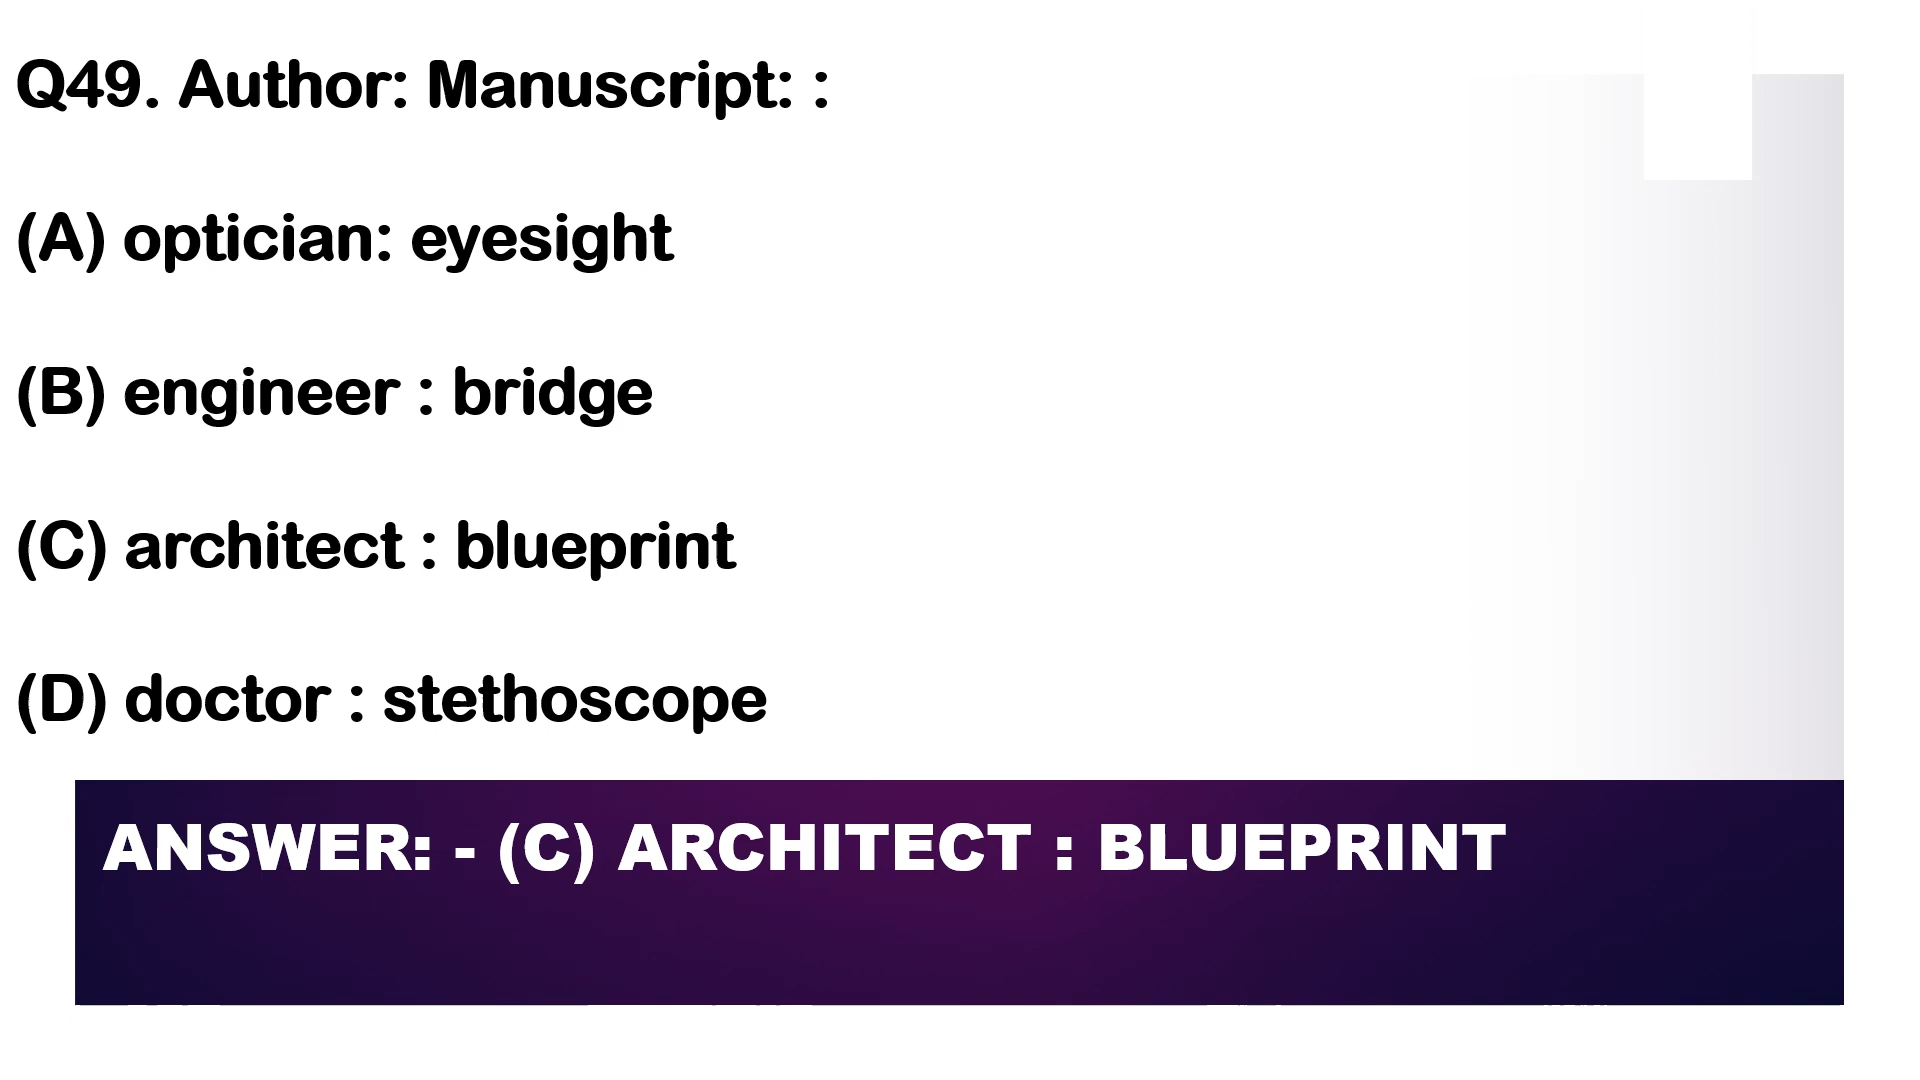 Q49. Author: Manuscript: :
(A) optician: eyesight
(B) engineer : bridge
(C) architect : blueprint
(D) doctor : stethoscope
ANSWER: - (C) ARCHITECT : BLUEPRINT